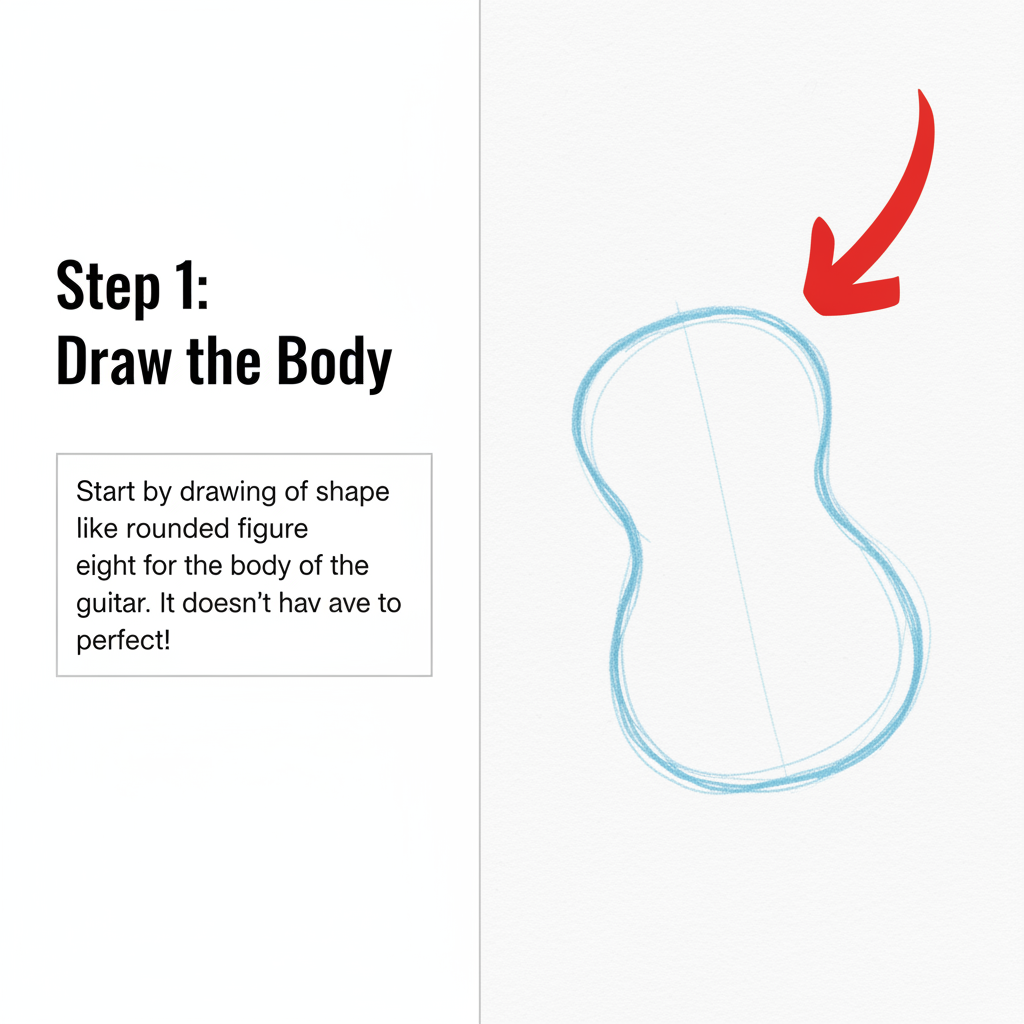 Step 1:
Draw the Body
Start by drawing of shape
like rounded figure
eight for the body of the
guitar. It doesn't hav ave to
perfect!